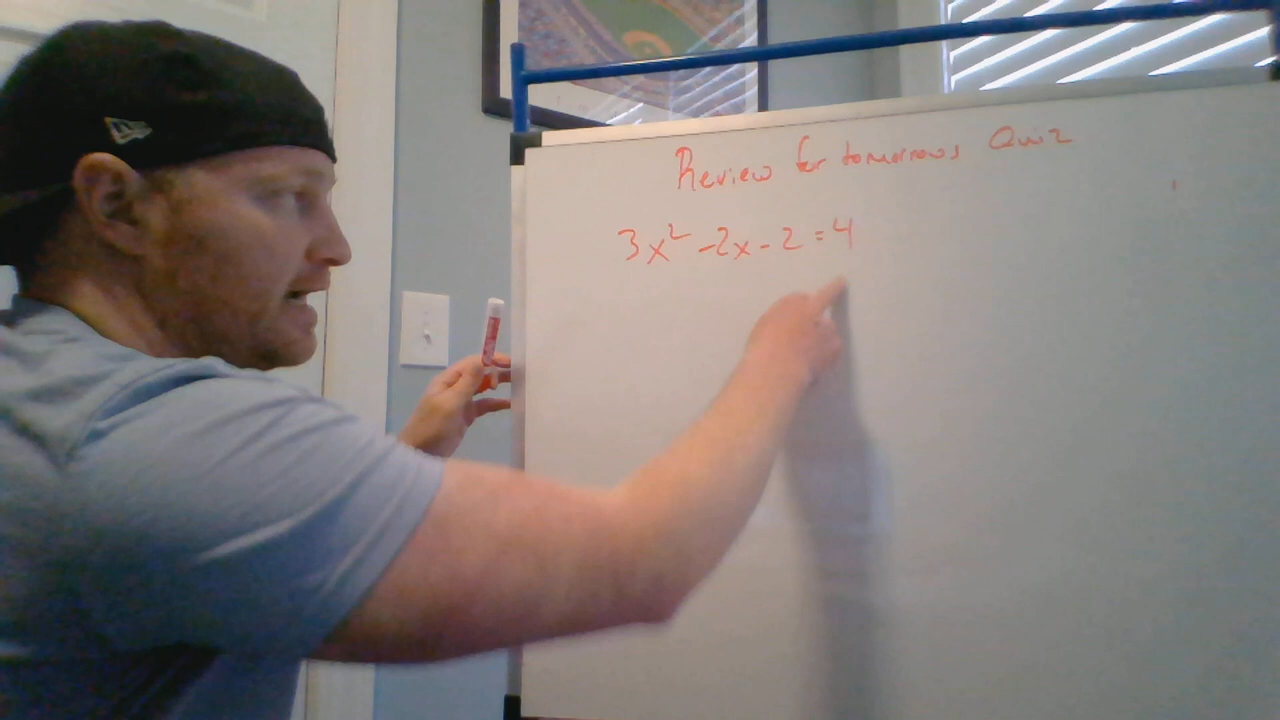 Review for tomorrows Quiz
3x² -2x - 2 = 4